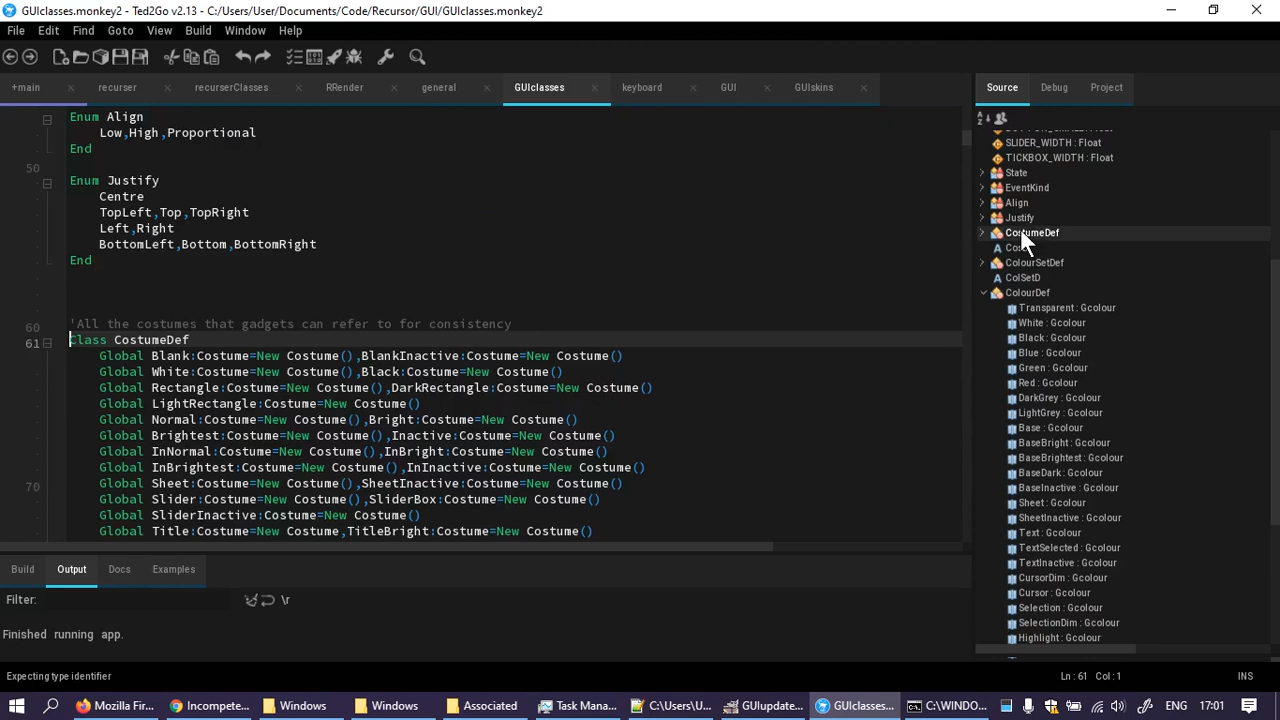 GUIclasses.monkey2 - Ted2Go v2.13 - C:/Users/User/Documents/Code/Recursor/GUI/GUIclasses.monkey2
File Edit Find Goto View Build Window Help
+main recurser recurserClasses RRender general GUIclasses keyboard GUI GUIskins
Source Debug Project
Enum Align
Low,High,Proportional
End
50
Enum Justify
Centre
TopLeft,Top,TopRight
Left,Right
BottomLeft,Bottom,BottomRight
End
60 'All the costumes that gadgets can refer to for consistency
61 Class CostumeDef
Global Blank:Costume=New Costume(),BlankInactive:Costume=New Costume()
Global White:Costume=New Costume(),Black:Costume=New Costume()
Global Rectangle:Costume=New Costume(),DarkRectangle:Costume=New Costume()
Global LightRectangle:Costume=New Costume()
Global Normal:Costume=New Costume(),Bright:Costume=New Costume()
Global Brightest:Costume=New Costume(),Inactive:Costume=New Costume()
Global InNormal:Costume=New Costume(),InBright:Costume=New Costume()
Global InBrightest:Costume=New Costume(),InInactive:Costume=New Costume()
70 Global Sheet:Costume=New Costume(),SheetInactive:Costume=New Costume()
Global Slider:Costume=New Costume(),SliderBox:Costume=New Costume()
Global SliderInactive:Costume=New Costume()
Global Title:Costume=New Costume,TitleBright:Costume=New Costume()
SLIDER_WIDTH : Float
TICKBOX_WIDTH : Float
State
EventKind
Align
Justify
CostumeDef
ColourSetDef
ColSetD
ColourDef
Transparent : Gcolour
White : Gcolour
Black : Gcolour
Blue : Gcolour
Green : Gcolour
Red : Gcolour
DarkGrey : Gcolour
LightGrey : Gcolour
Base : Gcolour
BaseBright : Gcolour
BaseBrightest : Gcolour
BaseDark : Gcolour
BaseInactive : Gcolour
Sheet : Gcolour
SheetInactive : Gcolour
Text : Gcolour
TextSelected : Gcolour
TextInactive : Gcolour
CursorDim : Gcolour
Cursor : Gcolour
Selection : Gcolour
SelectionDim : Gcolour
Highlight : Gcolour
Build Output Docs Examples
Filter: \r
Finished running app.
Expecting type identifier Ln : 61 Col : 1 INS
Mozilla Fir... Incompete... Windows Windows Associated Task Mana... C:\Users\U... GUIupdate... GUIclasses... C:\WINDO... 17:01